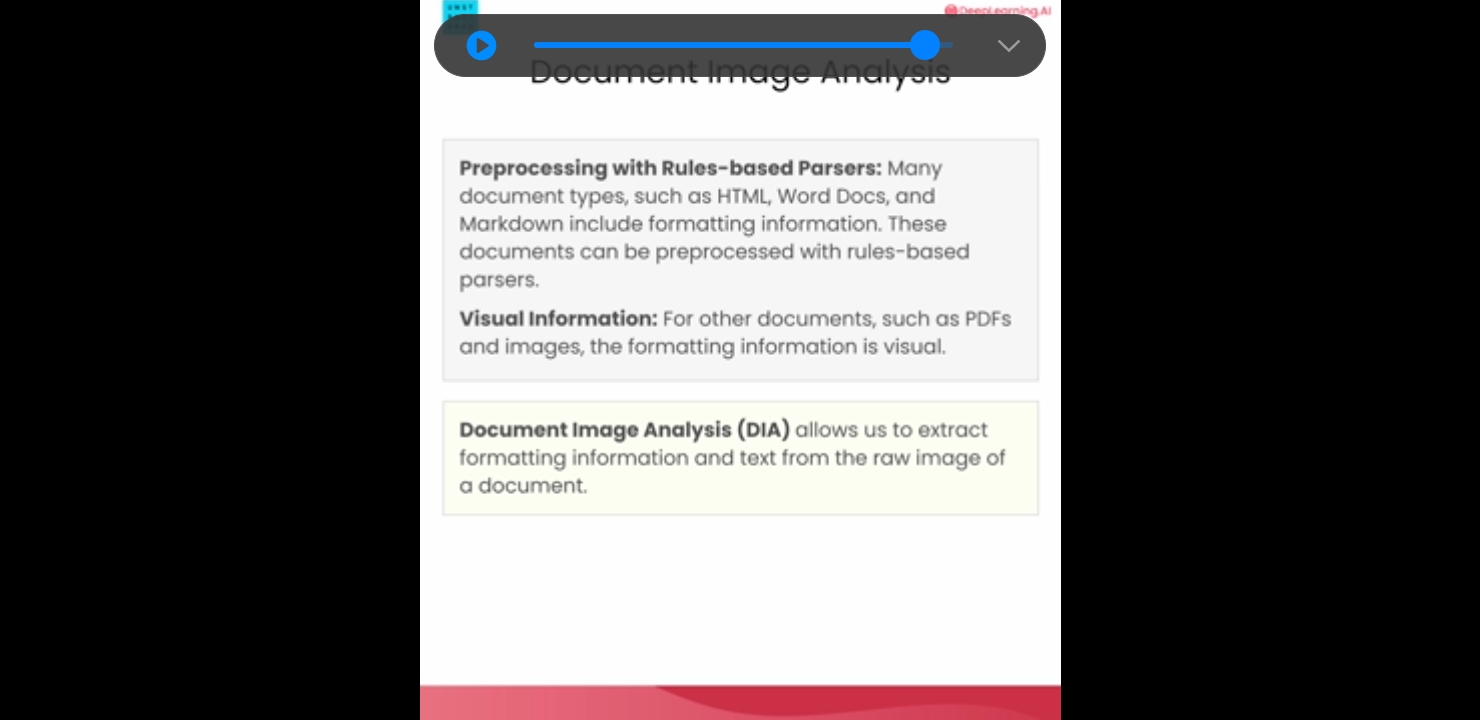 DeepLearning.AI
Document Image Analysis
Preprocessing with Rules-based Parsers: Many
document types, such as HTML, Word Docs, and
Markdown include formatting information. These
documents can be preprocessed with rules-based
parsers.
Visual Information: For other documents, such as PDFs
and images, the formatting information is visual.
Document Image Analysis (DIA) allows us to extract
formatting information and text from the raw image of
a document.